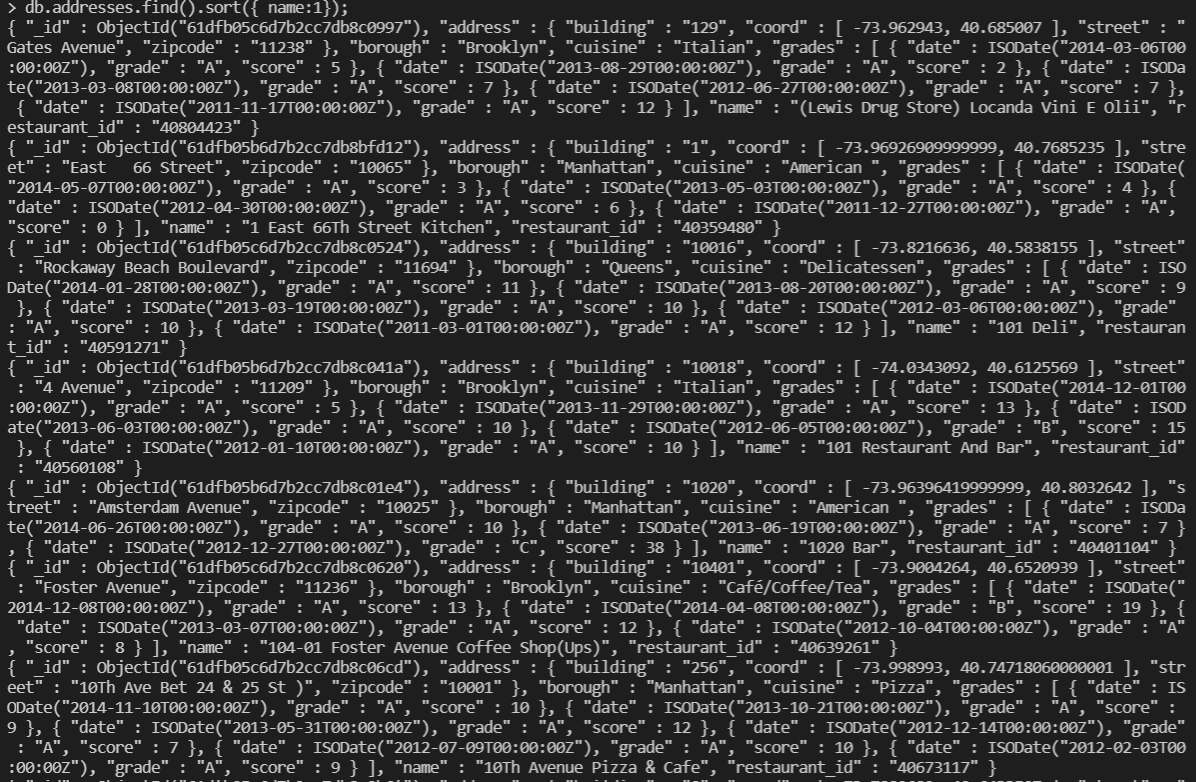 > db.addresses.find().sort({ name:1});
{ "_id" : ObjectId("61dfb05c6d7b2cc7db8c0997"), "address" : { "building" : "129", "coord" : [ -73.962943, 40.685007 ], "street" : "
Gates Avenue", "zipcode" : "11238" }, "borough" : "Brooklyn", "cuisine" : "Italian", "grades" : [ { "date" : ISODate("2014-03-06T00
:00:00Z"), "grade" : "A", "score" : 5 }, { "date" : ISODate("2013-08-29T00:00:00Z"), "grade" : "A", "score" : 2 }, { "date" : ISODa
te("2013-03-08T00:00:00Z"), "grade" : "A", "score" : 7 }, { "date" : ISODate("2012-06-27T00:00:00Z"), "grade" : "A", "score" : 7 },
{ "date" : ISODate("2011-11-17T00:00:00Z"), "grade" : "A", "score" : 12 } ], "name" : "(Lewis Drug Store) Locanda Vini E Olii", "r
estaurant_id" : "40804423" }
{ "_id" : ObjectId("61dfb05b6d7b2cc7db8bfd12"), "address" : { "building" : "1", "coord" : [ -73.96926909999999, 40.7685235 ], "stre
et" : "East   66 Street", "zipcode" : "10065" }, "borough" : "Manhattan", "cuisine" : "American ", "grades" : [ { "date" : ISODate(
"2014-05-07T00:00:00Z"), "grade" : "A", "score" : 3 }, { "date" : ISODate("2013-05-03T00:00:00Z"), "grade" : "A", "score" : 4 }, {
"date" : ISODate("2012-04-30T00:00:00Z"), "grade" : "A", "score" : 6 }, { "date" : ISODate("2011-12-27T00:00:00Z"), "grade" : "A",
"score" : 0 } ], "name" : "1 East 66Th Street Kitchen", "restaurant_id" : "40359480" }
{ "_id" : ObjectId("61dfb05b6d7b2cc7db8c0524"), "address" : { "building" : "10016", "coord" : [ -73.8216636, 40.5838155 ], "street"
: "Rockaway Beach Boulevard", "zipcode" : "11694" }, "borough" : "Queens", "cuisine" : "Delicatessen", "grades" : [ { "date" : ISO
Date("2014-01-28T00:00:00Z"), "grade" : "A", "score" : 11 }, { "date" : ISODate("2013-08-20T00:00:00Z"), "grade" : "A", "score" : 9
}, { "date" : ISODate("2013-03-19T00:00:00Z"), "grade" : "A", "score" : 10 }, { "date" : ISODate("2012-03-06T00:00:00Z"), "grade"
: "A", "score" : 10 }, { "date" : ISODate("2011-03-01T00:00:00Z"), "grade" : "A", "score" : 12 } ], "name" : "101 Deli", "restauran
t_id" : "40591271" }
{ "_id" : ObjectId("61dfb05b6d7b2cc7db8c041a"), "address" : { "building" : "10018", "coord" : [ -74.0343092, 40.6125569 ], "street"
: "4 Avenue", "zipcode" : "11209" }, "borough" : "Brooklyn", "cuisine" : "Italian", "grades" : [ { "date" : ISODate("2014-12-01T00
:00:00Z"), "grade" : "A", "score" : 5 }, { "date" : ISODate("2013-11-29T00:00:00Z"), "grade" : "A", "score" : 13 }, { "date" : ISOD
ate("2013-06-03T00:00:00Z"), "grade" : "A", "score" : 10 }, { "date" : ISODate("2012-06-05T00:00:00Z"), "grade" : "B", "score" : 15
}, { "date" : ISODate("2012-01-10T00:00:00Z"), "grade" : "A", "score" : 10 } ], "name" : "101 Restaurant And Bar", "restaurant_id"
: "40560108" }
{ "_id" : ObjectId("61dfb05b6d7b2cc7db8c01e4"), "address" : { "building" : "1020", "coord" : [ -73.96396419999999, 40.8032642 ], "s
treet" : "Amsterdam Avenue", "zipcode" : "10025" }, "borough" : "Manhattan", "cuisine" : "American ", "grades" : [ { "date" : ISODa
te("2014-06-26T00:00:00Z"), "grade" : "A", "score" : 10 }, { "date" : ISODate("2013-06-19T00:00:00Z"), "grade" : "A", "score" : 7 }
, { "date" : ISODate("2012-12-27T00:00:00Z"), "grade" : "C", "score" : 38 } ], "name" : "1020 Bar", "restaurant_id" : "40401104" }
{ "_id" : ObjectId("61dfb05b6d7b2cc7db8c0620"), "address" : { "building" : "10401", "coord" : [ -73.9004264, 40.6520939 ], "street"
: "Foster Avenue", "zipcode" : "11236" }, "borough" : "Brooklyn", "cuisine" : "Café/Coffee/Tea", "grades" : [ { "date" : ISODate("
2014-12-08T00:00:00Z"), "grade" : "A", "score" : 13 }, { "date" : ISODate("2014-04-08T00:00:00Z"), "grade" : "B", "score" : 19 }, {
"date" : ISODate("2013-03-07T00:00:00Z"), "grade" : "A", "score" : 12 }, { "date" : ISODate("2012-10-04T00:00:00Z"), "grade" : "A"
, "score" : 8 } ], "name" : "104-01 Foster Avenue Coffee Shop(Ups)", "restaurant_id" : "40639261" }
{ "_id" : ObjectId("61dfb05b6d7b2cc7db8c06cd"), "address" : { "building" : "256", "coord" : [ -73.998993, 40.74718060000001 ], "str
eet" : "10Th Ave Bet 24 & 25 St )", "zipcode" : "10001" }, "borough" : "Manhattan", "cuisine" : "Pizza", "grades" : [ { "date" : IS
ODate("2014-11-10T00:00:00Z"), "grade" : "A", "score" : 10 }, { "date" : ISODate("2013-10-21T00:00:00Z"), "grade" : "A", "score" :
9 }, { "date" : ISODate("2013-05-31T00:00:00Z"), "grade" : "A", "score" : 12 }, { "date" : ISODate("2012-12-14T00:00:00Z"), "grade"
: "A", "score" : 7 }, { "date" : ISODate("2012-07-09T00:00:00Z"), "grade" : "A", "score" : 10 }, { "date" : ISODate("2012-02-03T00
:00:00Z"), "grade" : "A", "score" : 9 } ], "name" : "10Th Avenue Pizza & Cafe", "restaurant_id" : "40673117" }